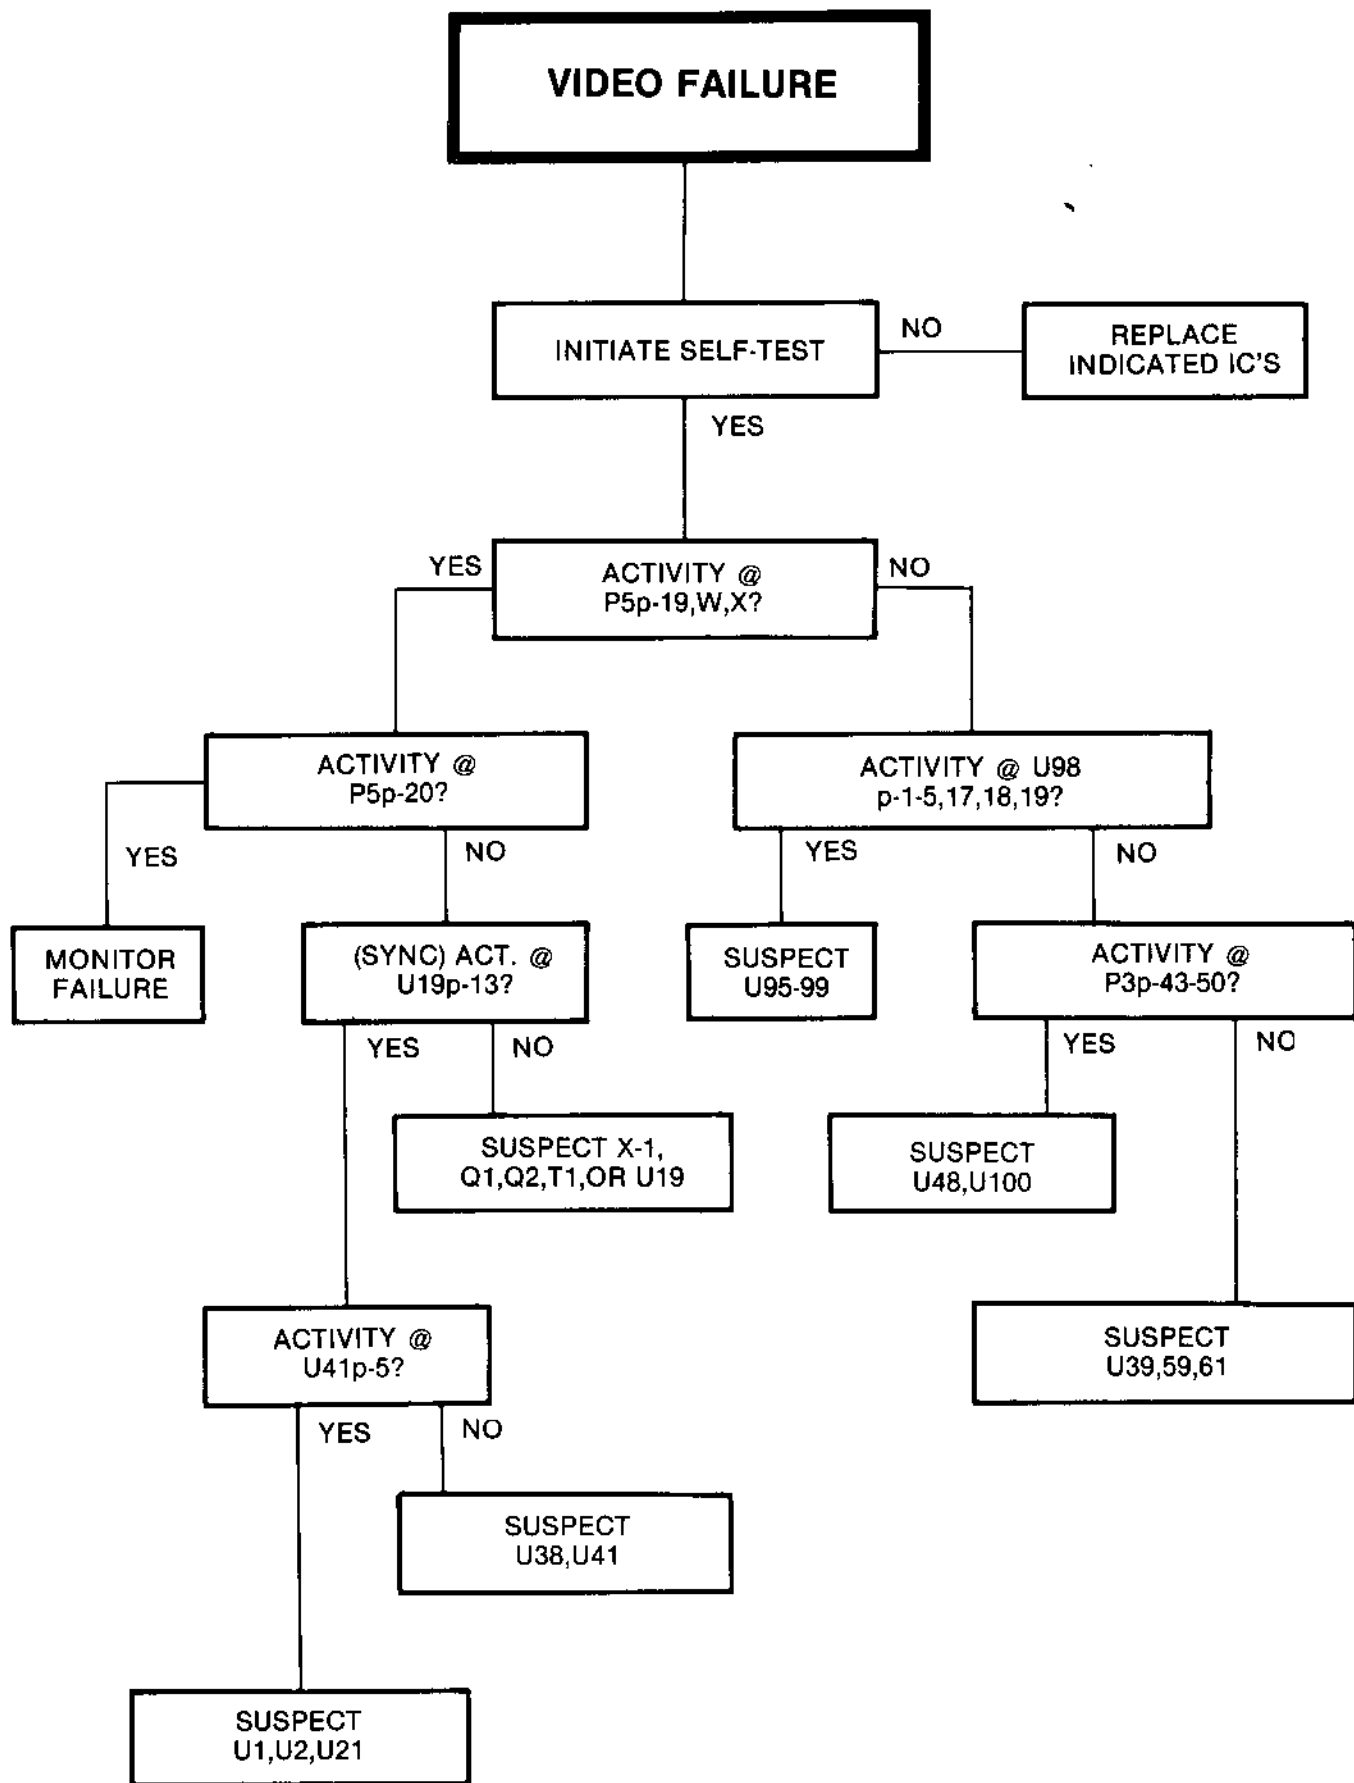 VIDEO FAILURE
INITIATE SELF-TEST
NO
REPLACE
INDICATED IC'S
YES
YES
ACTIVITY @
P5p-19,W,X?
NO
ACTIVITY @
P5p-20?
ACTIVITY @ U98
p-1-5,17,18,19?
YES
NO
YES
NO
MONITOR
FAILURE
(SYNC) ACT. @
U19p-13?
SUSPECT
U95-99
ACTIVITY @
P3p-43-50?
YES
NO
YES
NO
SUSPECT X-1,
Q1,Q2,T1,OR U19
SUSPECT
U48,U100
ACTIVITY @
U41p-5?
SUSPECT
U39,59,61
YES
NO
SUSPECT
U38,U41
SUSPECT
U1,U2,U21